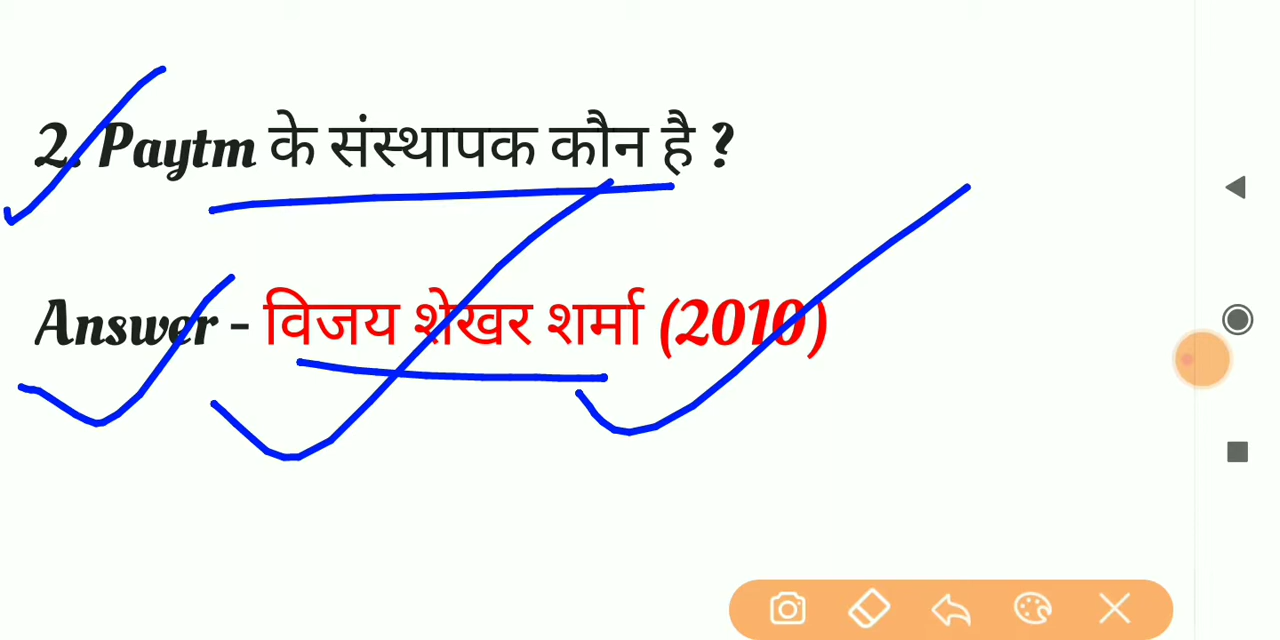 2. Paytm के संस्थापक कौन है ?
Answer - विजय शेखर शर्मा (2010)